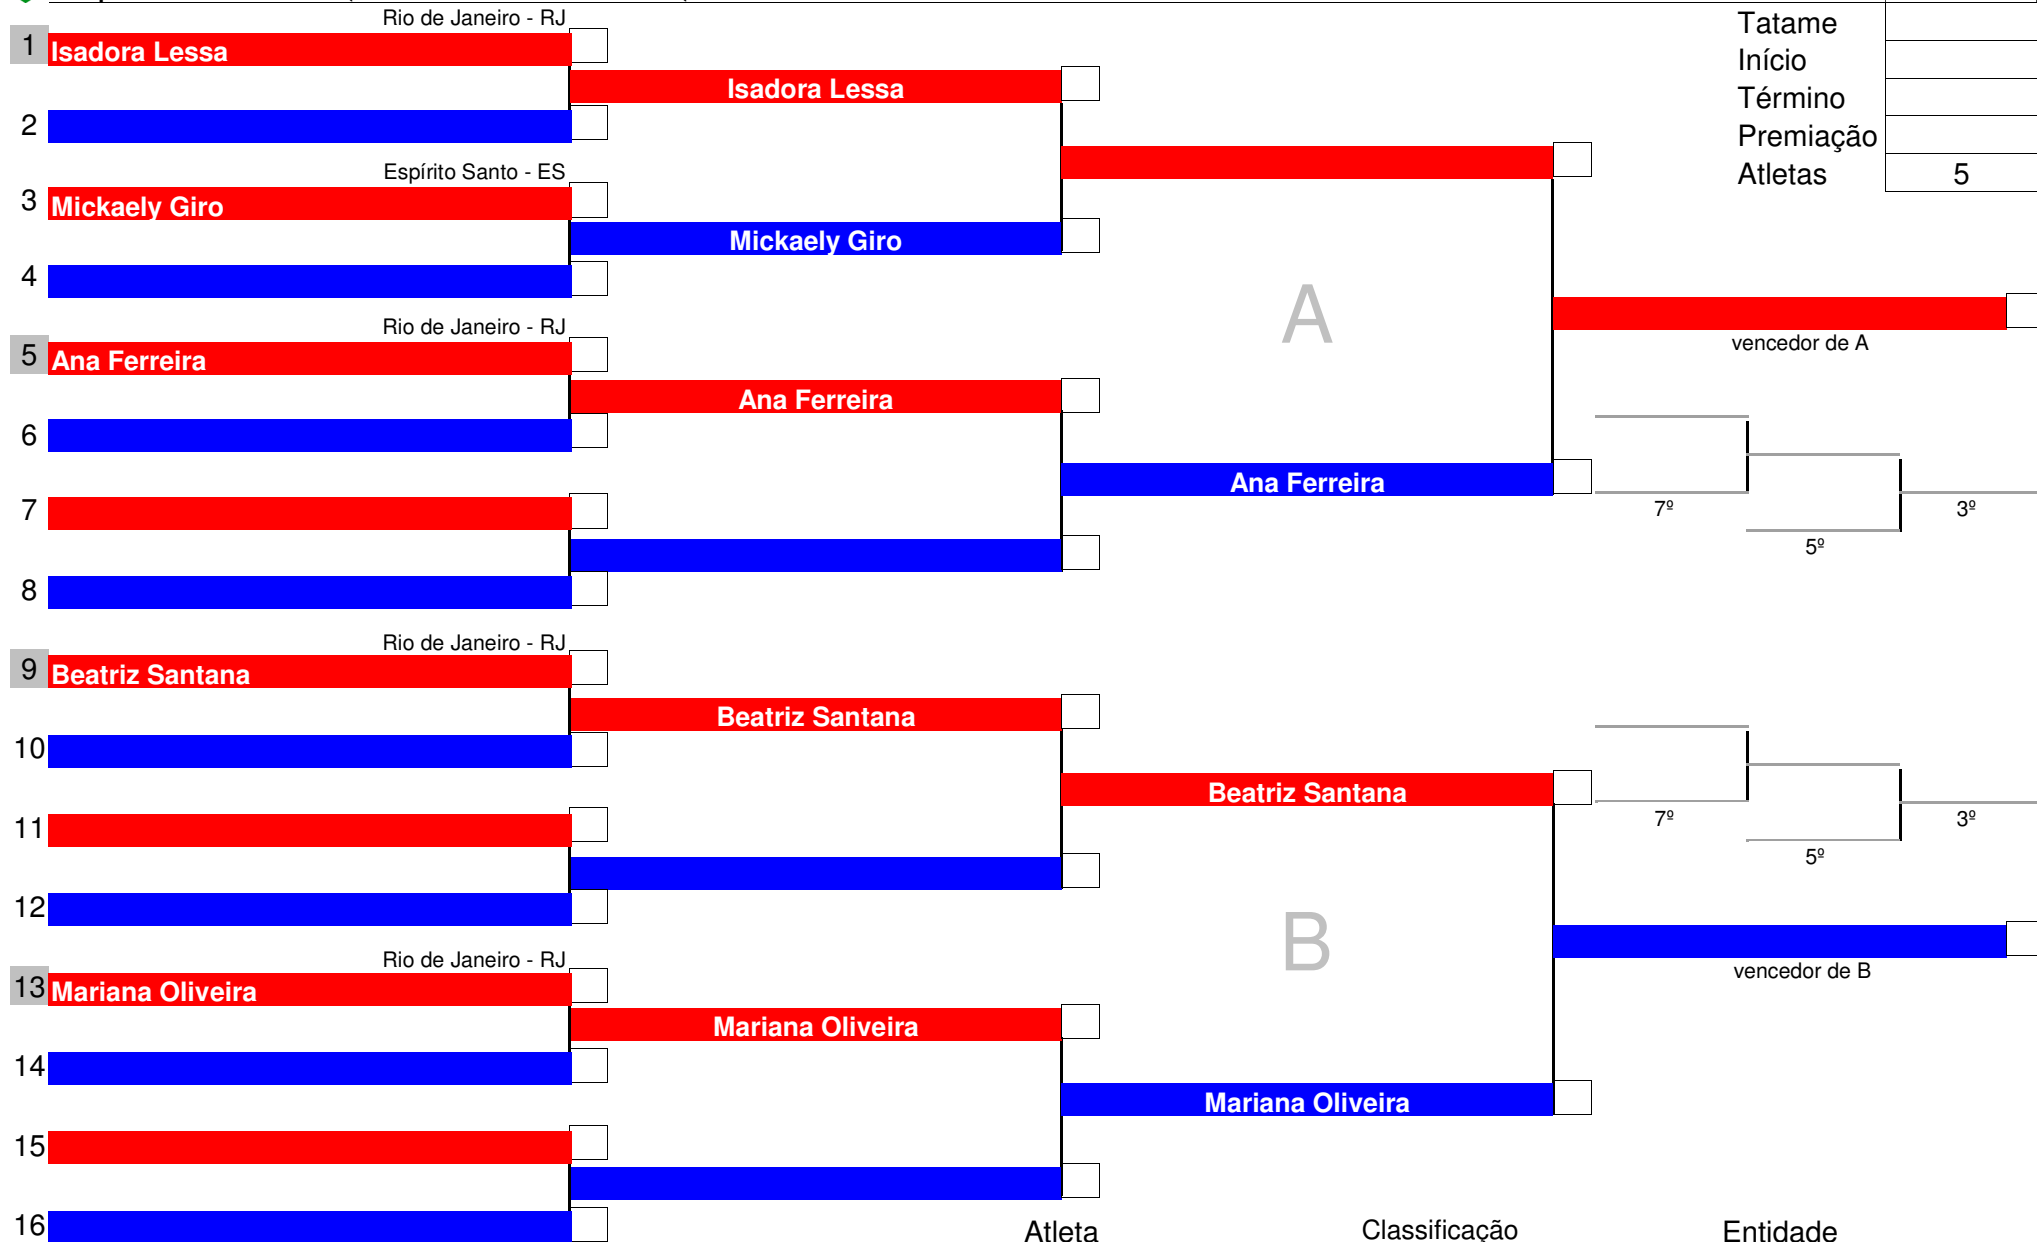 Rio de Janeiro - RJ
1 Isadora Lessa
Isadora Lessa
2
Espírito Santo - ES
3 Mickaely Giro
Mickaely Giro
4
Rio de Janeiro - RJ
5 Ana Ferreira
Ana Ferreira
6
Ana Ferreira
7
8
Rio de Janeiro - RJ
9 Beatriz Santana
Beatriz Santana
10
Beatriz Santana
11
12
Rio de Janeiro - RJ
13 Mariana Oliveira
Mariana Oliveira
14
Mariana Oliveira
15
16
A
B
vencedor de A
7º
5º
3º
7º
5º
3º
vencedor de B
Tatame
Início
Término
Premiação
Atletas 5
Atleta Classificação Entidade